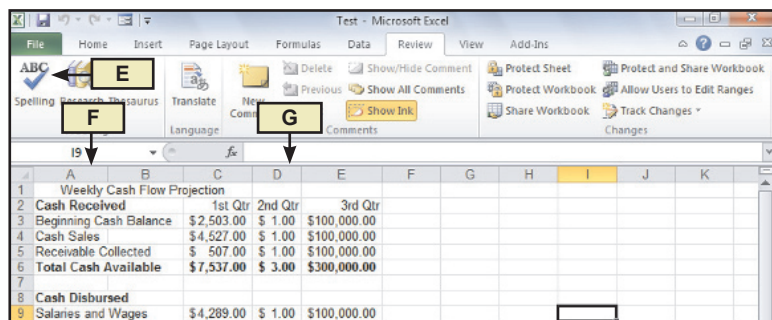 Test - Microsoft Excel
File Home Insert Page Layout Formulas Data Review View Add-Ins
ABC
Spelling Research Thesaurus
E
Translate
Language
New
Delete
Previous
Show/Hide Comment
Show All Comments
Show Ink
Comments
Protect Sheet
Protect Workbook
Share Workbook
Protect and Share Workbook
Allow Users to Edit Ranges
Track Changes
Changes
F
G
I9 fx
A B C D E F G H I J K
1 Weekly Cash Flow Projection
2 Cash Received 1st Qtr 2nd Qtr 3rd Qtr
3 Beginning Cash Balance $2,503.00 $ 1.00 $100,000.00
4 Cash Sales $4,527.00 $ 1.00 $100,000.00
5 Receivable Collected $ 507.00 $ 1.00 $100,000.00
6 Total Cash Available $7,537.00 $ 3.00 $300,000.00
7
8 Cash Disbursed
9 Salaries and Wages $4,289.00 $ 1.00 $100,000.00